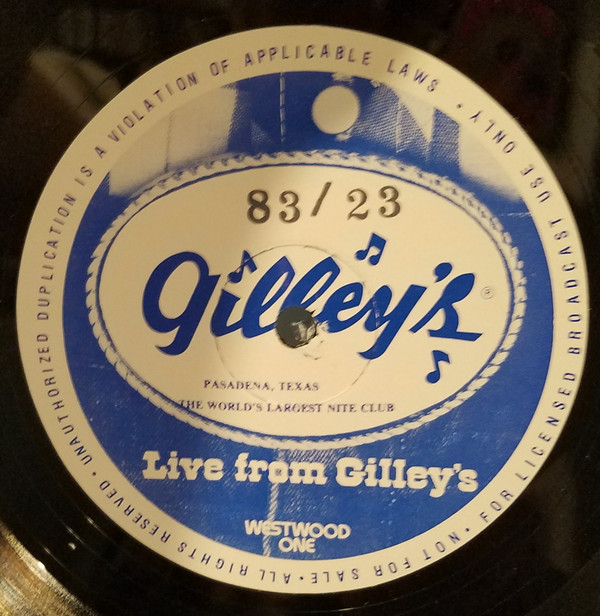 83/23
Gilley's®
PASADENA, TEXAS
THE WORLD'S LARGEST NITE CLUB
Live from Gilley's
WESTWOOD
ONE
UNAUTHORIZED DUPLICATION IS A VIOLATION OF APPLICABLE LAWS • FOR LICENSED BROADCAST USE ONLY • NOT FOR SALE • ALL RIGHTS RESERVED •